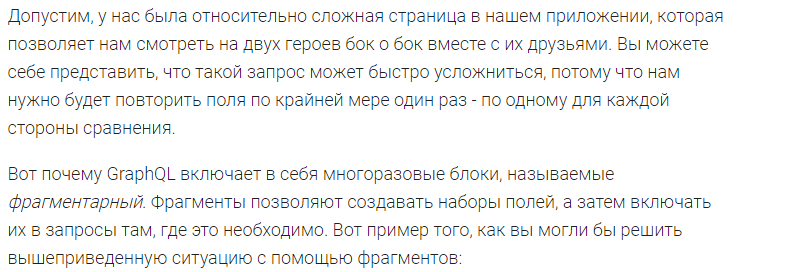 Допустим, у нас была относительно сложная страница в нашем приложении, которая
позволяет нам смотреть на двух героев бок о бок вместе с их друзьями. Вы можете
себе представить, что такой запрос может быстро усложниться, потому что нам
нужно будет повторить поля по крайней мере один раз - по одному для каждой
стороны сравнения.
Вот почему GraphQL включает в себя многоразовые блоки, называемые
фрагментарный. Фрагменты позволяют создавать наборы полей, а затем включать
их в запросы там, где это необходимо. Вот пример того, как вы могли бы решить
вышеприведенную ситуацию с помощью фрагментов: